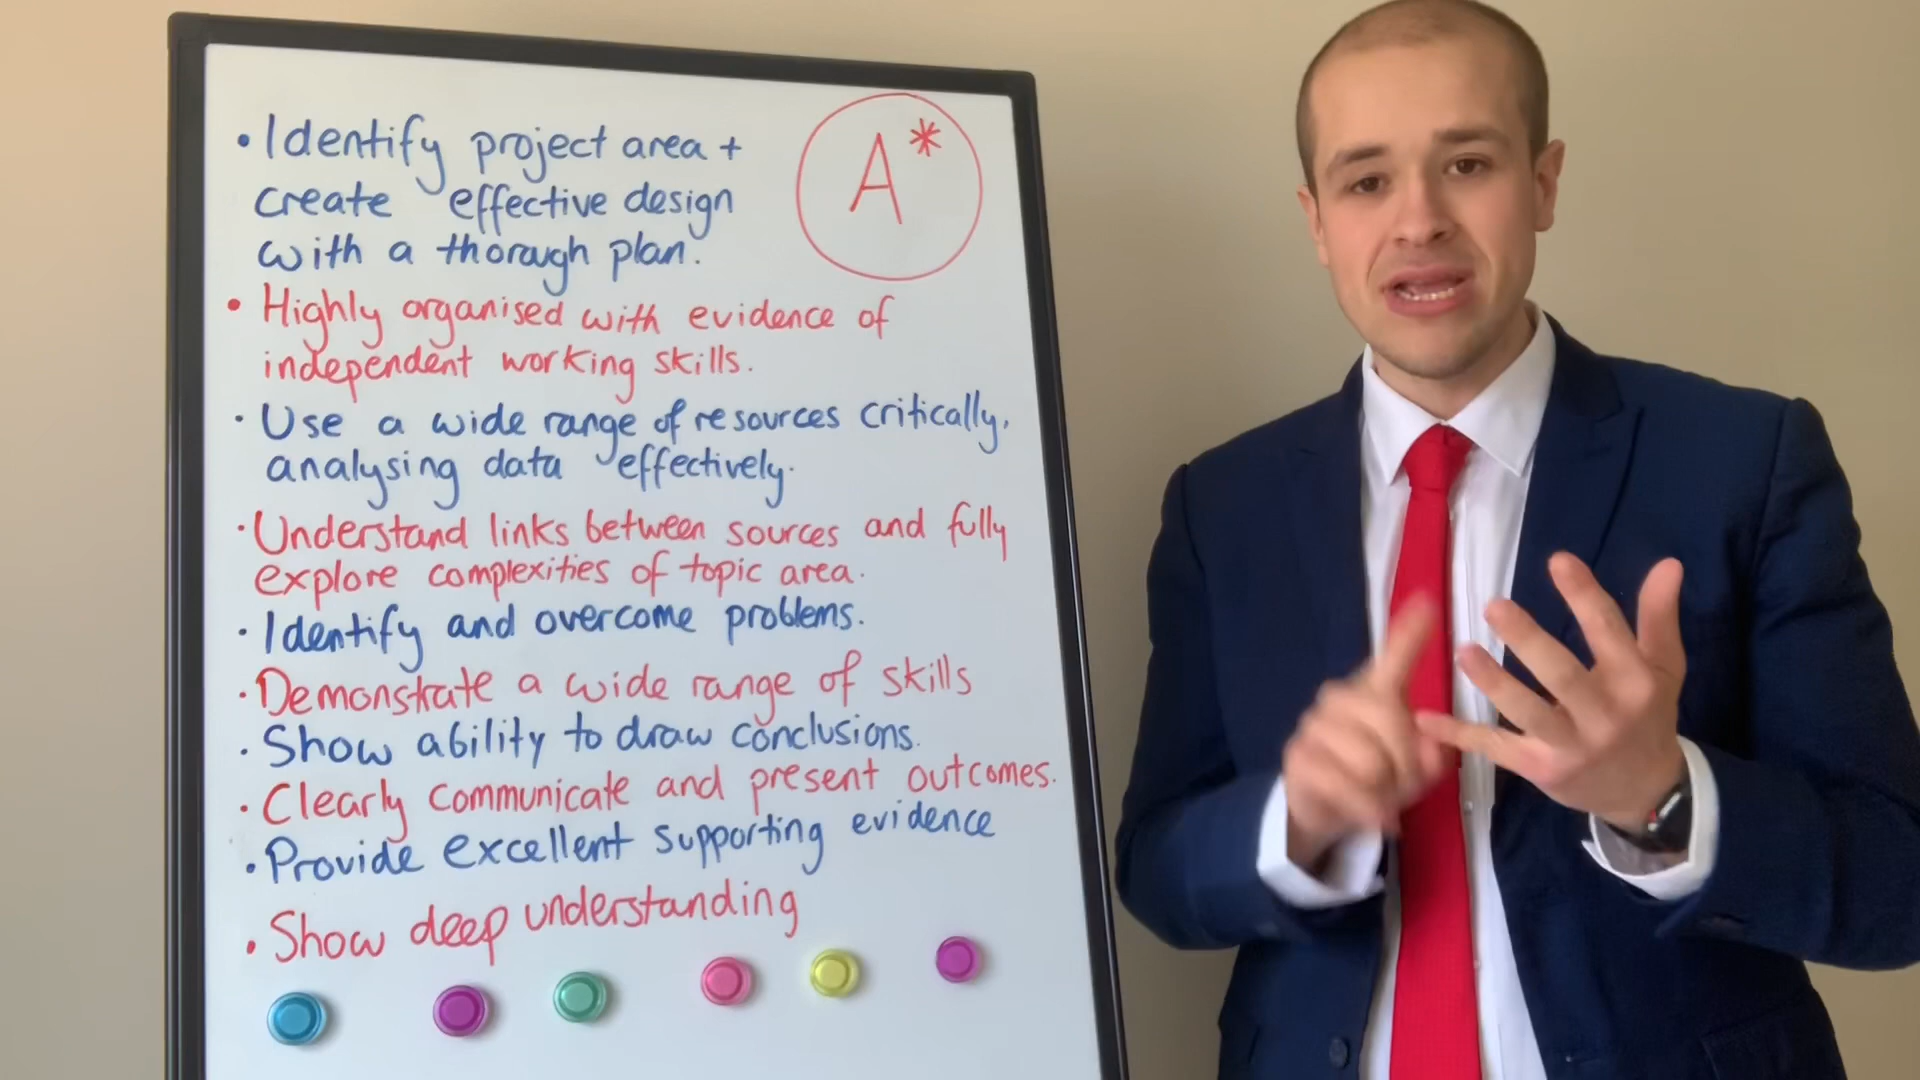 • Identify project area +
create effective design
with a thorough plan.
A*
• Highly organised with evidence of
independent working skills.
• Use a wide range of resources critically,
analysing data effectively.
• Understand links between sources and fully
explore complexities of topic area.
• Identify and overcome problems.
• Demonstrate a wide range of skills
• Show ability to draw conclusions.
• Clearly communicate and present outcomes.
• Provide excellent supporting evidence
• Show deep understanding